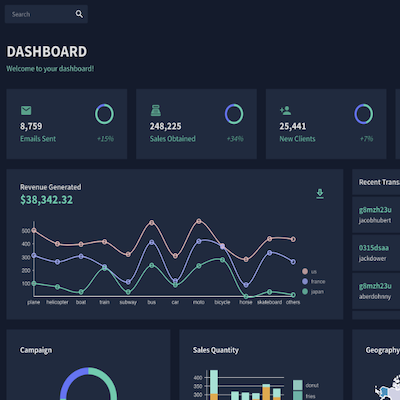 Search
DASHBOARD
Welcome to your dashboard!
8,759
Emails Sent
+15%
248,225
Sales Obtained
+34%
25,441
New Clients
+7%
Revenue Generated
$38,342.32
500
400
300
200
100
plane helicopter boat train subway bus car moto bicycle horse skateboard others
us
france
japan
Recent Trans
g8mzh23u
jacobhubert
0315dsaa
jackdower
g8mzh23u
aberdohnny
Campaign
Sales Quantity
400
350
300
donut
fries
Geography